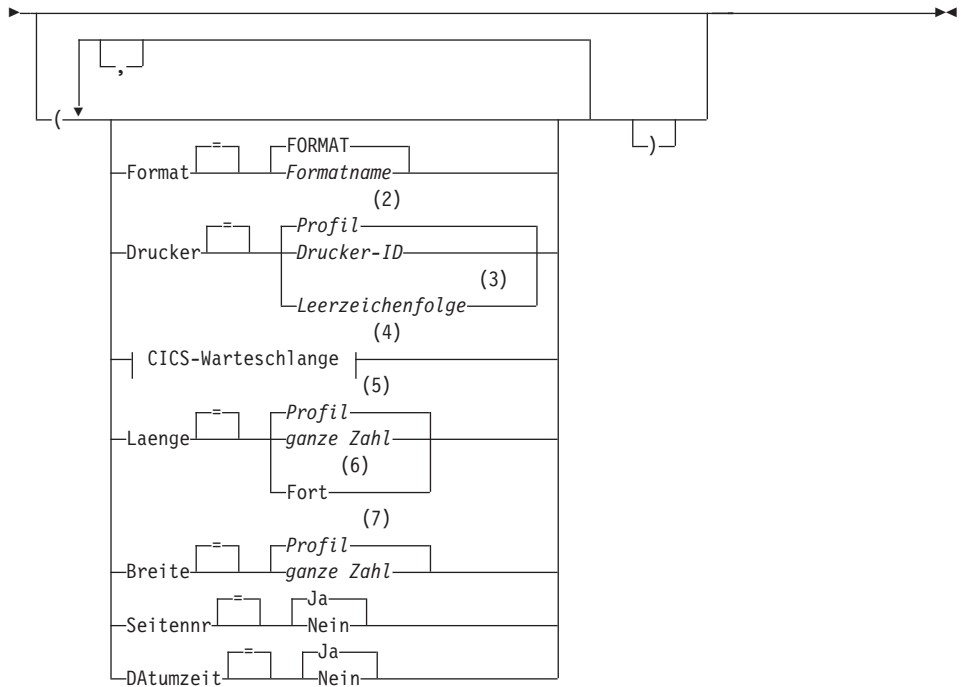 ,
(
)
=
FORMAT
Format
Formatname
(2)
=
Profil
Drucker
Drucker-ID
(3)
Leerzeichenfolge
(4)
CICS-Warteschlange
(5)
=
Profil
Laenge
ganze Zahl
(6)
Fort
(7)
=
Profil
Breite
ganze Zahl
=
Ja
Seitennr
Nein
=
Ja
DAtumzeit
Nein